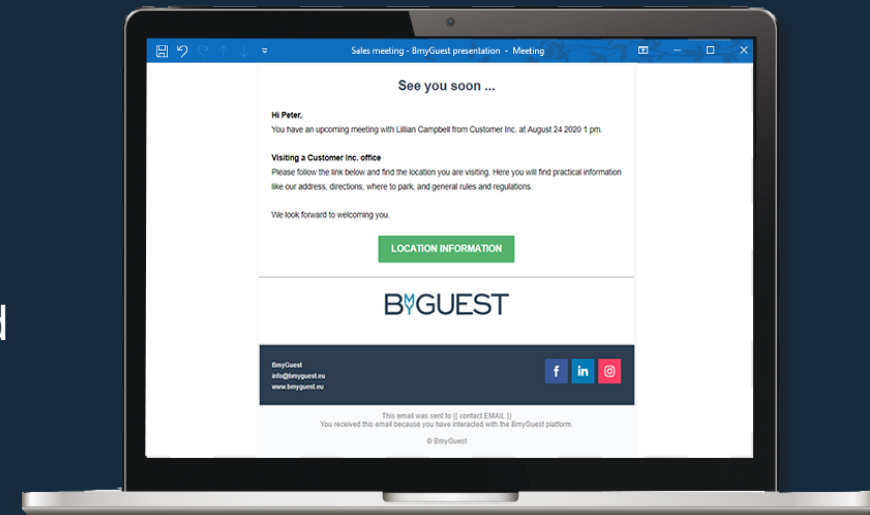 Sales meeting - BmyGuest presentation - Meeting
See you soon ...
Hi Peter,
You have an upcoming meeting with Lillian Campbell from Customer Inc. at August 24 2020 1 pm.
Visiting a Customer Inc. office
Please follow the link below and find the location you are visiting. Here you will find practical information
like our address, directions, where to park, and general rules and regulations.
We look forward to welcoming you.
LOCATION INFORMATION
BMYGUEST
BmyGuest
info@bmyguest.eu
www.bmyguest.eu
f in
This email was sent to {{ contact.EMAIL }}
You received this email because you have interacted with the BmyGuest platform.
© BmyGuest